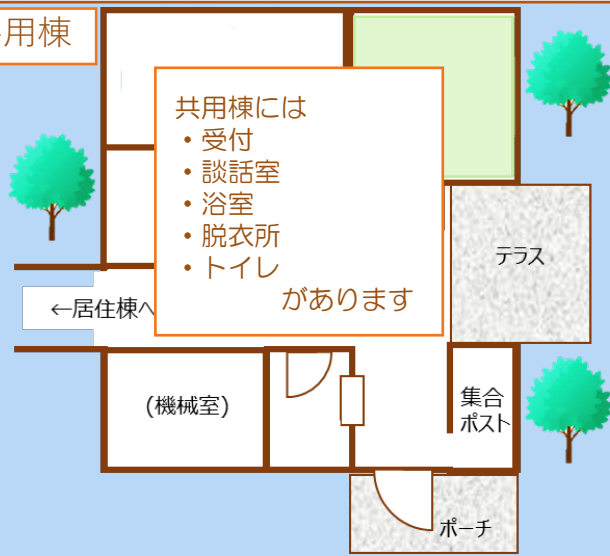 用棟
共用棟には
・受付
・談話室
・浴室
・脱衣所
・トイレ
があります
テラス
←居住棟へ
(機械室)
集合
ポスト
ポーチ